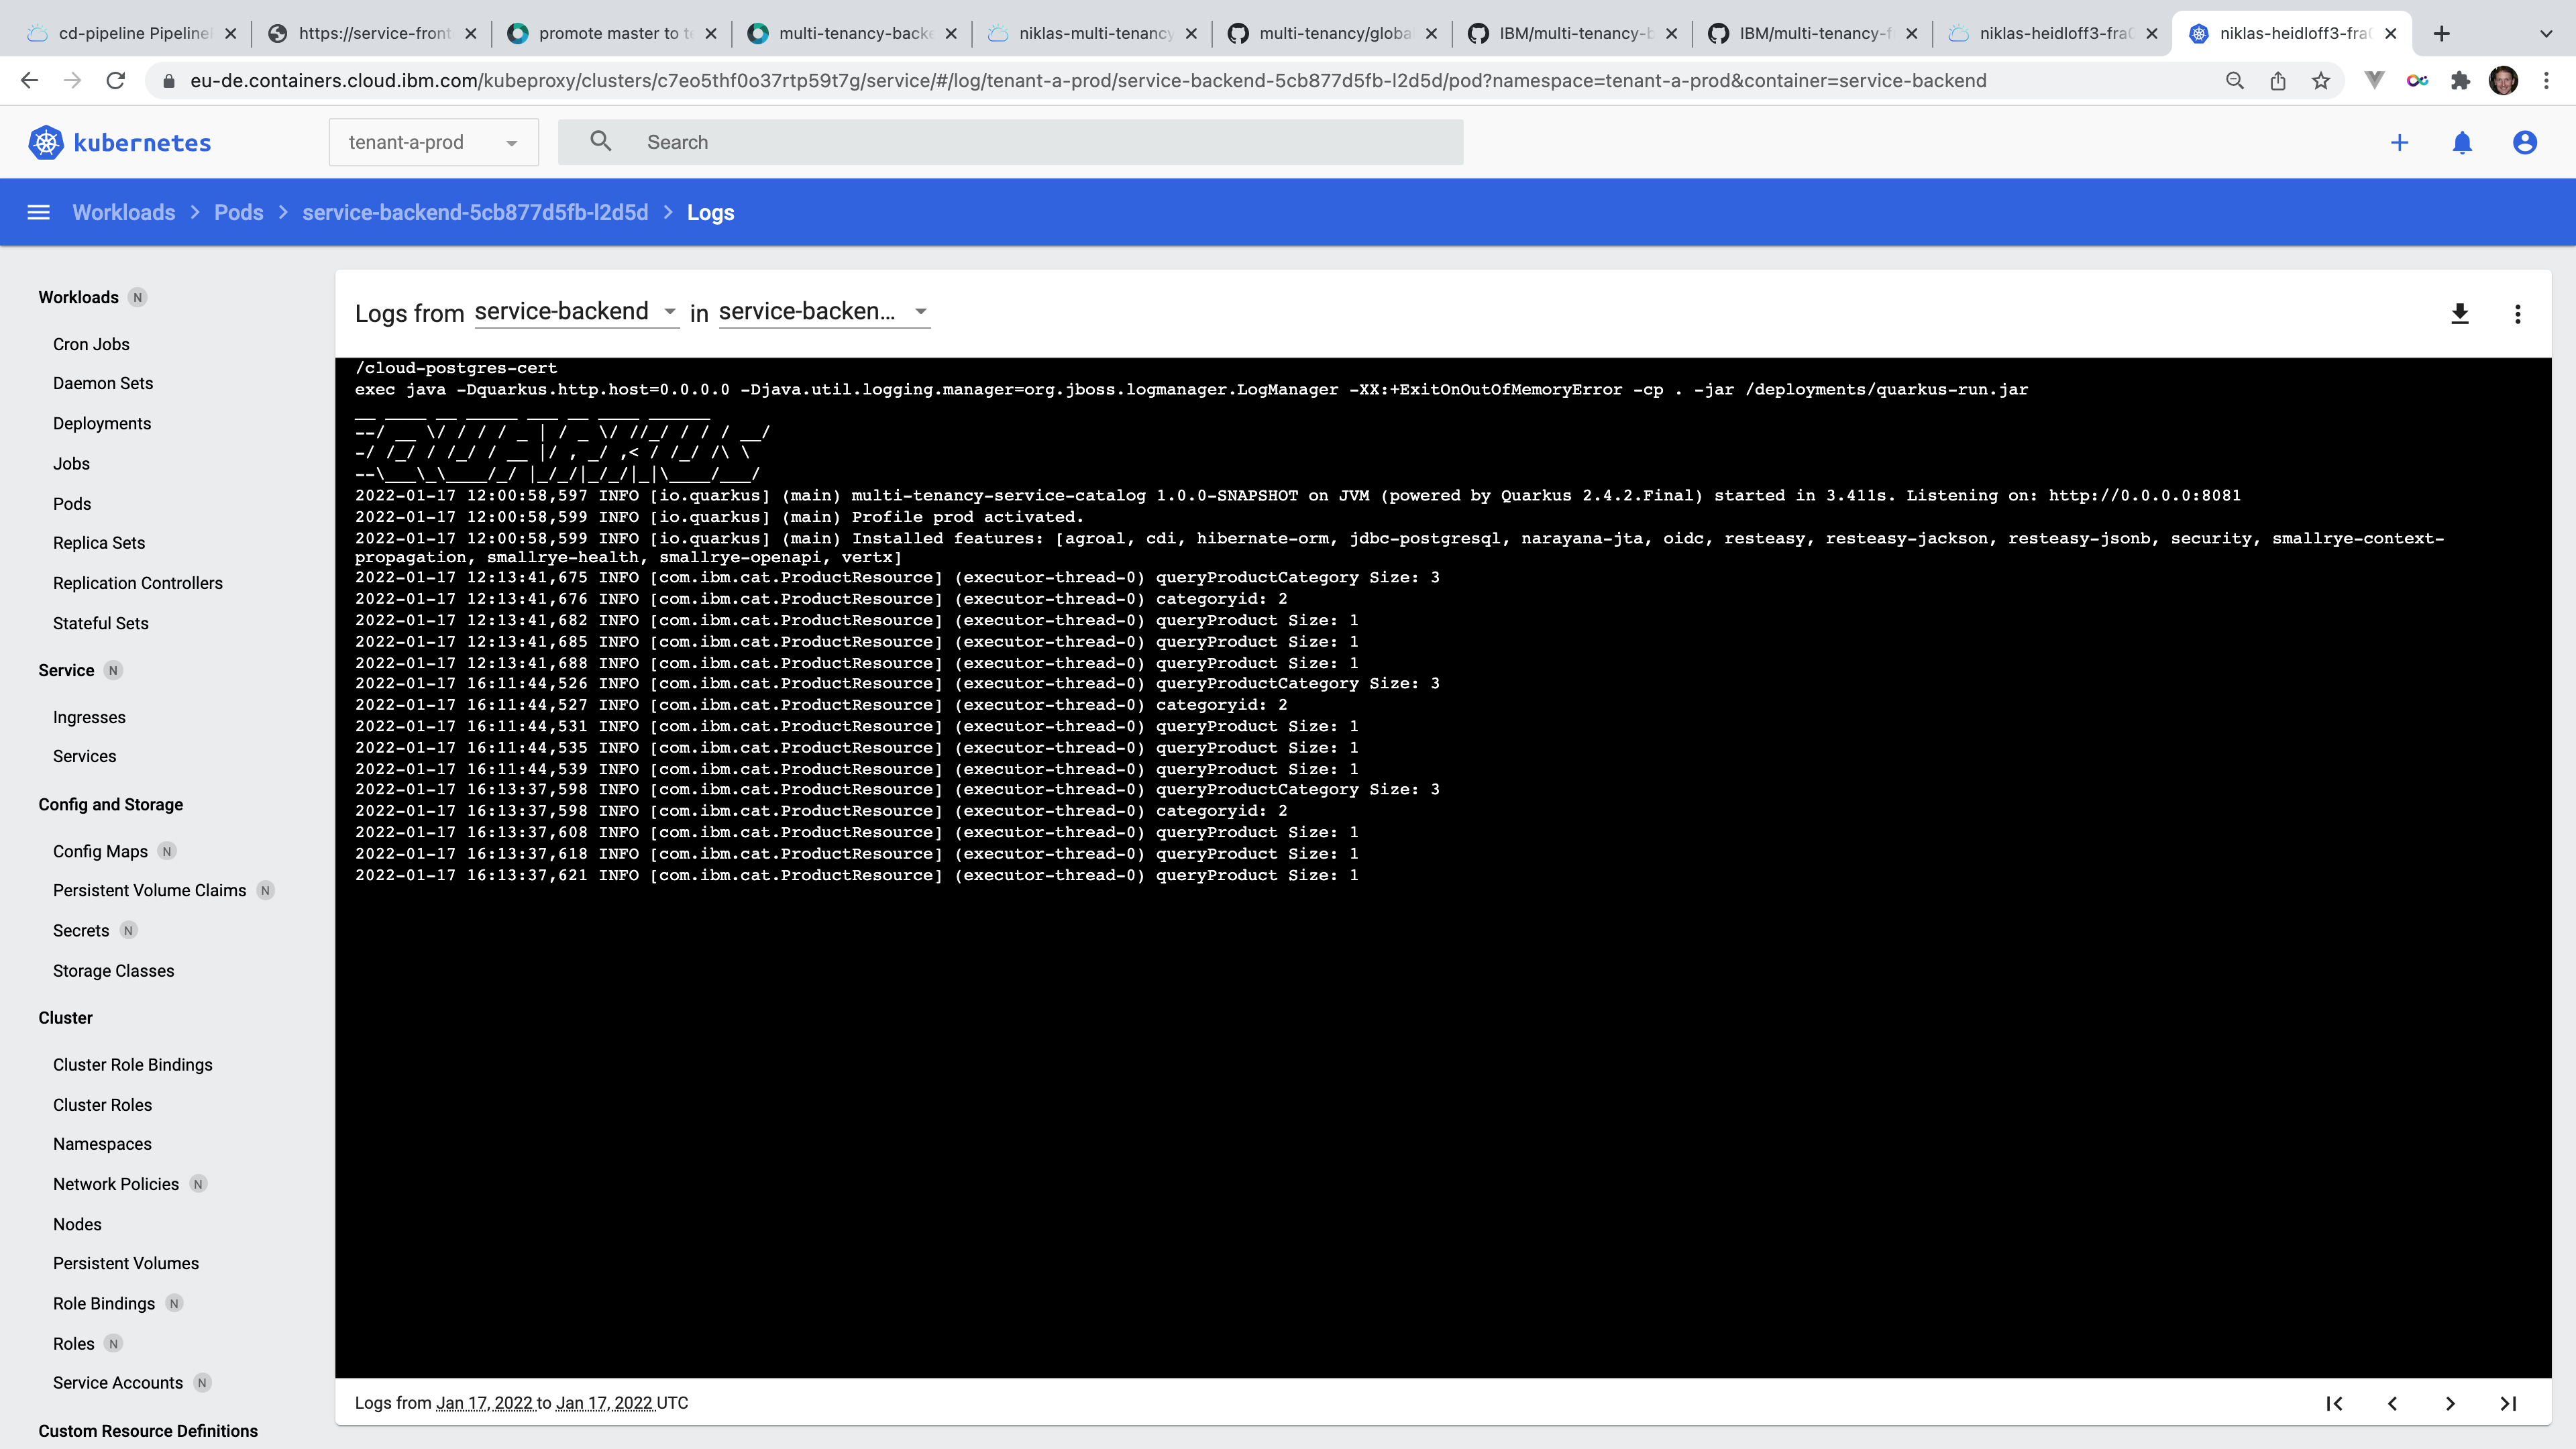 cd-pipeline Pipeline
https://service-front
promote master to te
multi-tenancy-backe
niklas-multi-tenancy
multi-tenancy/globa
IBM/multi-tenancy-b
IBM/multi-tenancy-f
niklas-heidloff3-fra0
niklas-heidloff3-fra0
eu-de.containers.cloud.ibm.com/kubeproxy/clusters/c7eo5thf0o37rtp59t7g/service/#/log/tenant-a-prod/service-backend-5cb877d5fb-l2d5d/pod?namespace=tenant-a-prod&container=service-backend
kubernetes
tenant-a-prod
Search
Workloads > Pods > service-backend-5cb877d5fb-l2d5d > Logs
Workloads N
Cron Jobs
Daemon Sets
Deployments
Jobs
Pods
Replica Sets
Replication Controllers
Stateful Sets
Service N
Ingresses
Services
Config and Storage
Config Maps N
Persistent Volume Claims N
Secrets N
Storage Classes
Cluster
Cluster Role Bindings
Cluster Roles
Namespaces
Network Policies N
Nodes
Persistent Volumes
Role Bindings N
Roles N
Service Accounts N
Custom Resource Definitions
Logs from service-backend in service-backen...
/cloud-postgres-cert
exec java -Dquarkus.http.host=0.0.0.0 -Djava.util.logging.manager=org.jboss.logmanager.LogManager -XX:+ExitOnOutOfMemoryError -cp . -jar /deployments/quarkus-run.jar
__ ____ __ _____ ___ __ ____ ______
--/ __ \/ / / / _ | / _ \/ //_/ / / / __/
-/ /_/ / /_/ / __ |/ , _/ ,< / /_/ /\ \
--\___\_\____/_/ |_/_/|_/_/|_|\____/___/
2022-01-17 12:00:58,597 INFO [io.quarkus] (main) multi-tenancy-service-catalog 1.0.0-SNAPSHOT on JVM (powered by Quarkus 2.4.2.Final) started in 3.411s. Listening on: http://0.0.0.0:8081
2022-01-17 12:00:58,599 INFO [io.quarkus] (main) Profile prod activated.
2022-01-17 12:00:58,599 INFO [io.quarkus] (main) Installed features: [agroal, cdi, hibernate-orm, jdbc-postgresql, narayana-jta, oidc, resteasy, resteasy-jackson, resteasy-jsonb, security, smallrye-context-
propagation, smallrye-health, smallrye-openapi, vertx]
2022-01-17 12:13:41,675 INFO [com.ibm.cat.ProductResource] (executor-thread-0) queryProductCategory Size: 3
2022-01-17 12:13:41,676 INFO [com.ibm.cat.ProductResource] (executor-thread-0) categoryid: 2
2022-01-17 12:13:41,682 INFO [com.ibm.cat.ProductResource] (executor-thread-0) queryProduct Size: 1
2022-01-17 12:13:41,685 INFO [com.ibm.cat.ProductResource] (executor-thread-0) queryProduct Size: 1
2022-01-17 12:13:41,688 INFO [com.ibm.cat.ProductResource] (executor-thread-0) queryProduct Size: 1
2022-01-17 16:11:44,526 INFO [com.ibm.cat.ProductResource] (executor-thread-0) queryProductCategory Size: 3
2022-01-17 16:11:44,527 INFO [com.ibm.cat.ProductResource] (executor-thread-0) categoryid: 2
2022-01-17 16:11:44,531 INFO [com.ibm.cat.ProductResource] (executor-thread-0) queryProduct Size: 1
2022-01-17 16:11:44,535 INFO [com.ibm.cat.ProductResource] (executor-thread-0) queryProduct Size: 1
2022-01-17 16:11:44,539 INFO [com.ibm.cat.ProductResource] (executor-thread-0) queryProduct Size: 1
2022-01-17 16:13:37,598 INFO [com.ibm.cat.ProductResource] (executor-thread-0) queryProductCategory Size: 3
2022-01-17 16:13:37,598 INFO [com.ibm.cat.ProductResource] (executor-thread-0) categoryid: 2
2022-01-17 16:13:37,608 INFO [com.ibm.cat.ProductResource] (executor-thread-0) queryProduct Size: 1
2022-01-17 16:13:37,618 INFO [com.ibm.cat.ProductResource] (executor-thread-0) queryProduct Size: 1
2022-01-17 16:13:37,621 INFO [com.ibm.cat.ProductResource] (executor-thread-0) queryProduct Size: 1
Logs from Jan 17, 2022 to Jan 17, 2022 UTC